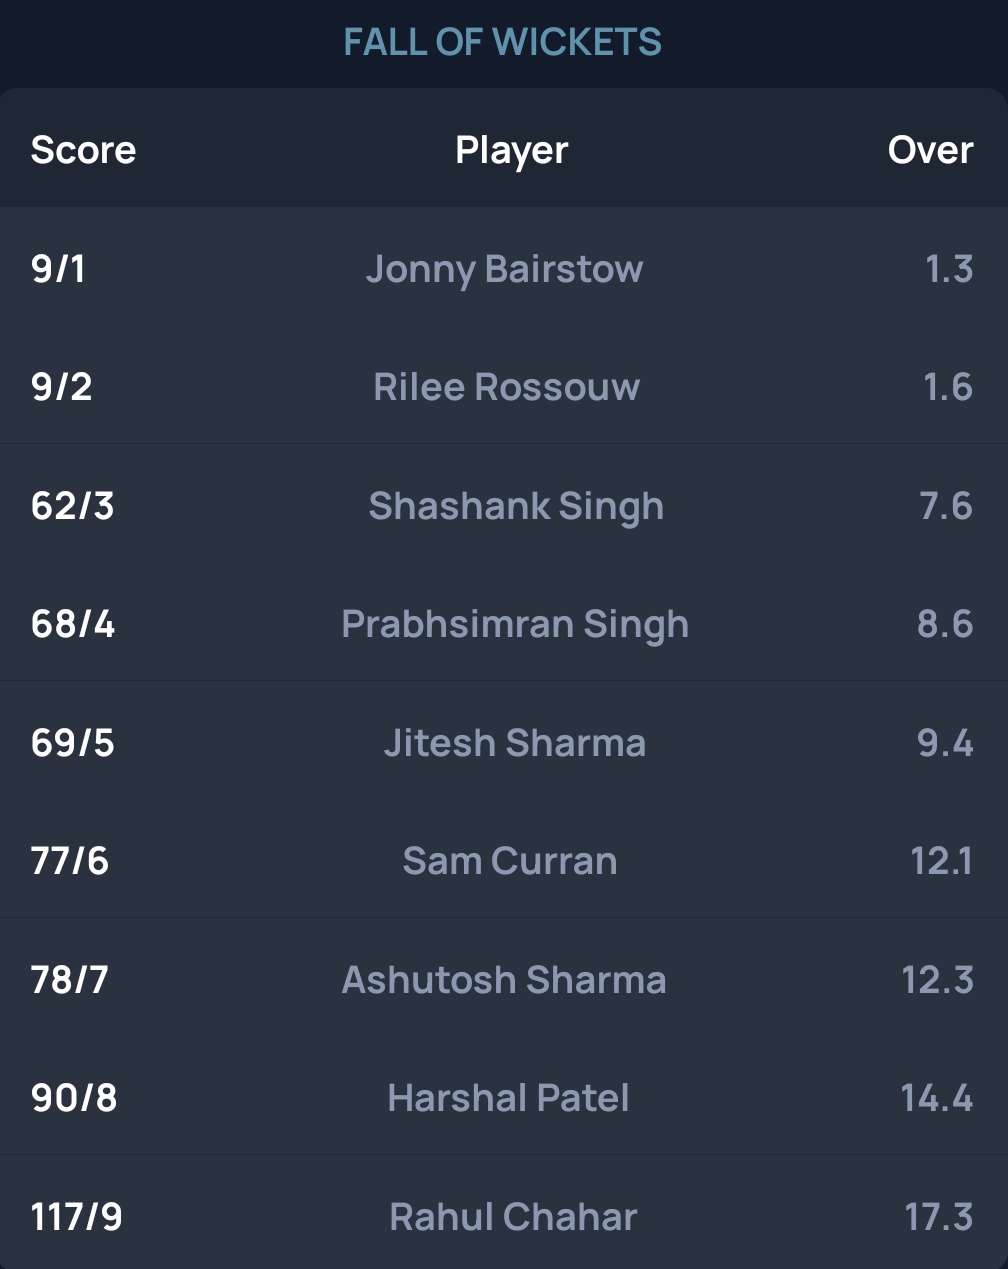 FALL OF WICKETS
Score Player Over
9/1 Jonny Bairstow 1.3
9/2 Rilee Rossouw 1.6
62/3 Shashank Singh 7.6
68/4 Prabhsimran Singh 8.6
69/5 Jitesh Sharma 9.4
77/6 Sam Curran 12.1
78/7 Ashutosh Sharma 12.3
90/8 Harshal Patel 14.4
117/9 Rahul Chahar 17.3